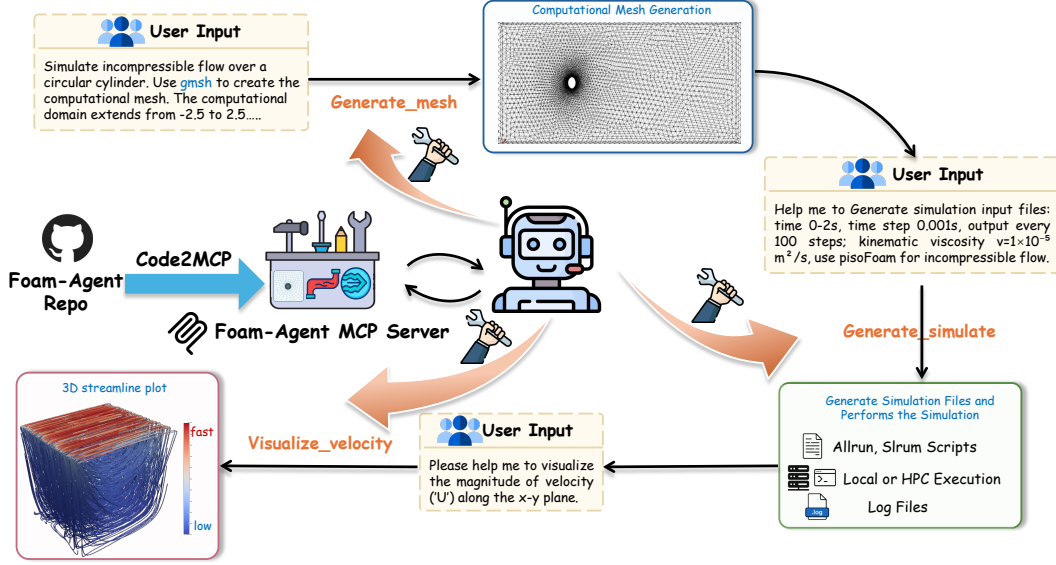 User Input
Simulate incompressible flow over a
circular cylinder. Use gmsh to create the
computational mesh. The computational
domain extends from -2.5 to 2.5.....
Generate_mesh
Computational Mesh Generation
User Input
Help me to Generate simulation input files:
time 0-2s, time step 0.001s, output every
100 steps; kinematic viscosity ν=1×10⁻⁵
m²/s, use pisoFoam for incompressible flow.
Foam-Agent
Repo
Code2MCP
Foam-Agent MCP Server
Generate_simulate
Generate Simulation Files and
Performs the Simulation
Allrun, Slrum Scripts
Local or HPC Execution
.log
Log Files
User Input
Please help me to visualize
the magnitude of velocity
('U') along the x-y plane.
Visualize_velocity
3D streamline plot
fast
low